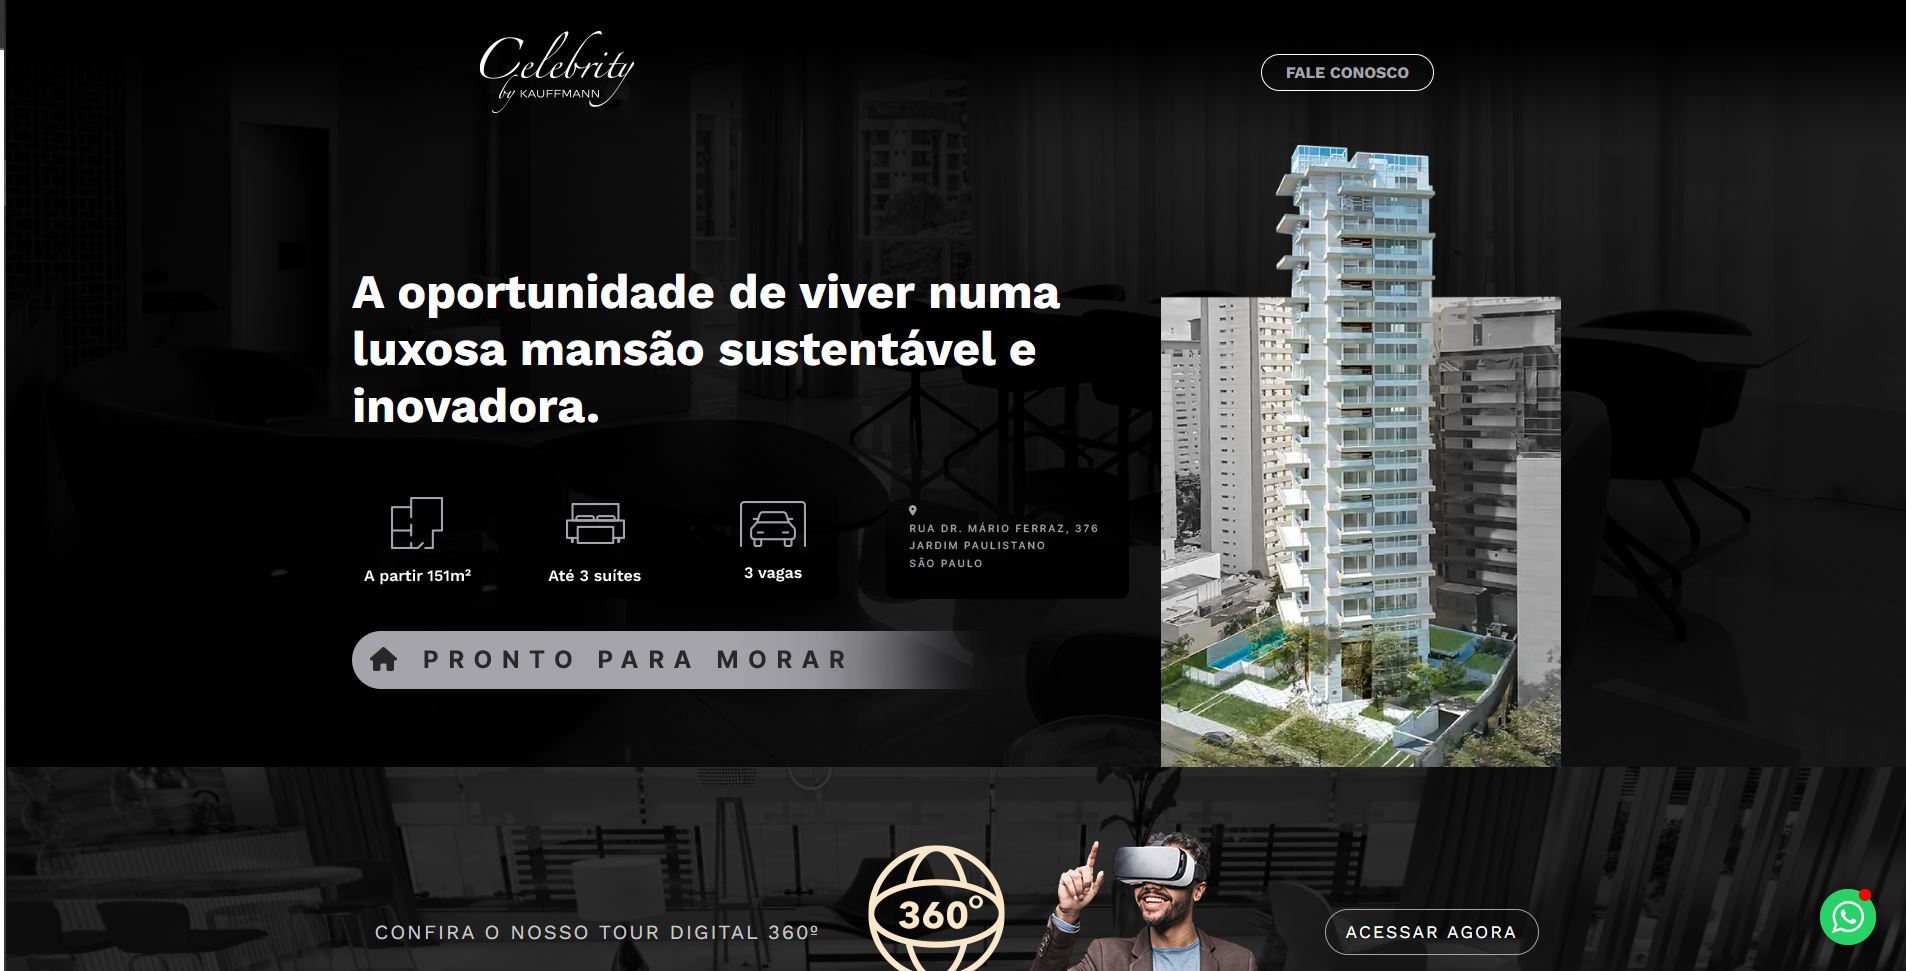 Celebrity
by KAUFFMANN
FALE CONOSCO
A oportunidade de viver numa
luxosa mansão sustentável e
inovadora.
A partir 151m²
Até 3 suítes
3 vagas
RUA DR. MÁRIO FERRAZ, 376
JARDIM PAULISTANO
SÃO PAULO
PRONTO PARA MORAR
CONFIRA O NOSSO TOUR DIGITAL 360º
360°
ACESSAR AGORA